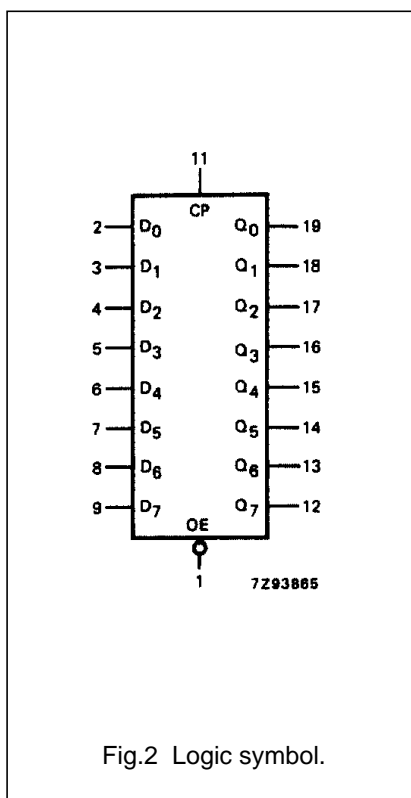 11
CP
2 D0 Q0 19
3 D1 Q1 18
4 D2 Q2 17
5 D3 Q3 16
6 D4 Q4 15
7 D5 Q5 14
8 D6 Q6 13
9 D7 Q7 12
OE
1 7Z93865
Fig.2 Logic symbol.